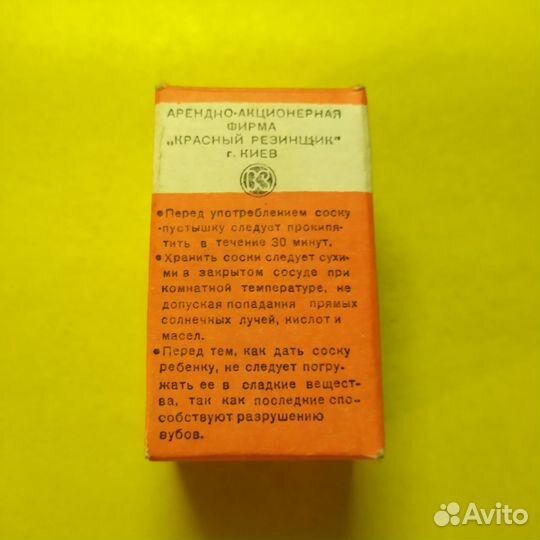 АРЕНДНО-АКЦИОНЕРНАЯ
ФИРМА
„КРАСНЫЙ РЕЗИНЩИК"
г. КИЕВ
•Перед употреблением соску
-пустышку следует прокипя-
тить в течение 30 минут.
•Хранить соски следует сухи-
ми в закрытом сосуде при
комнатной температуре, не
допуская попадания прямых
солнечных лучей, кислот и
масел.
•Перед тем, как дать соску
ребенку, не следует погру-
жать ее в сладкие вещест-
ва, так как последние спо-
собствуют разрушению
зубов.
Avito